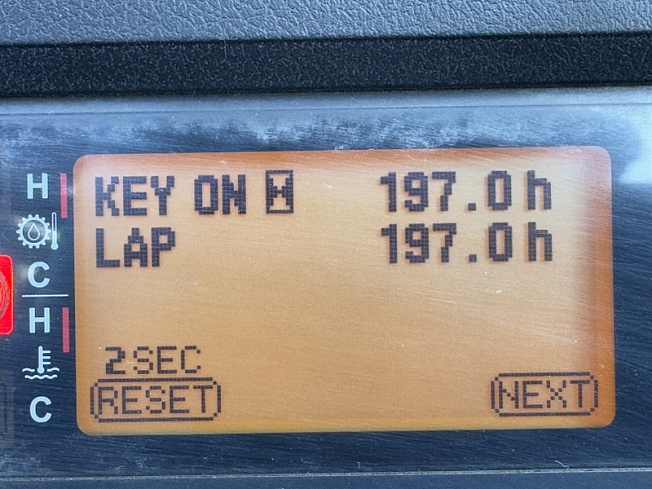 H
KEY ON 197.0h
LAP 197.0h
C
H
2SEC
RESET NEXT
C